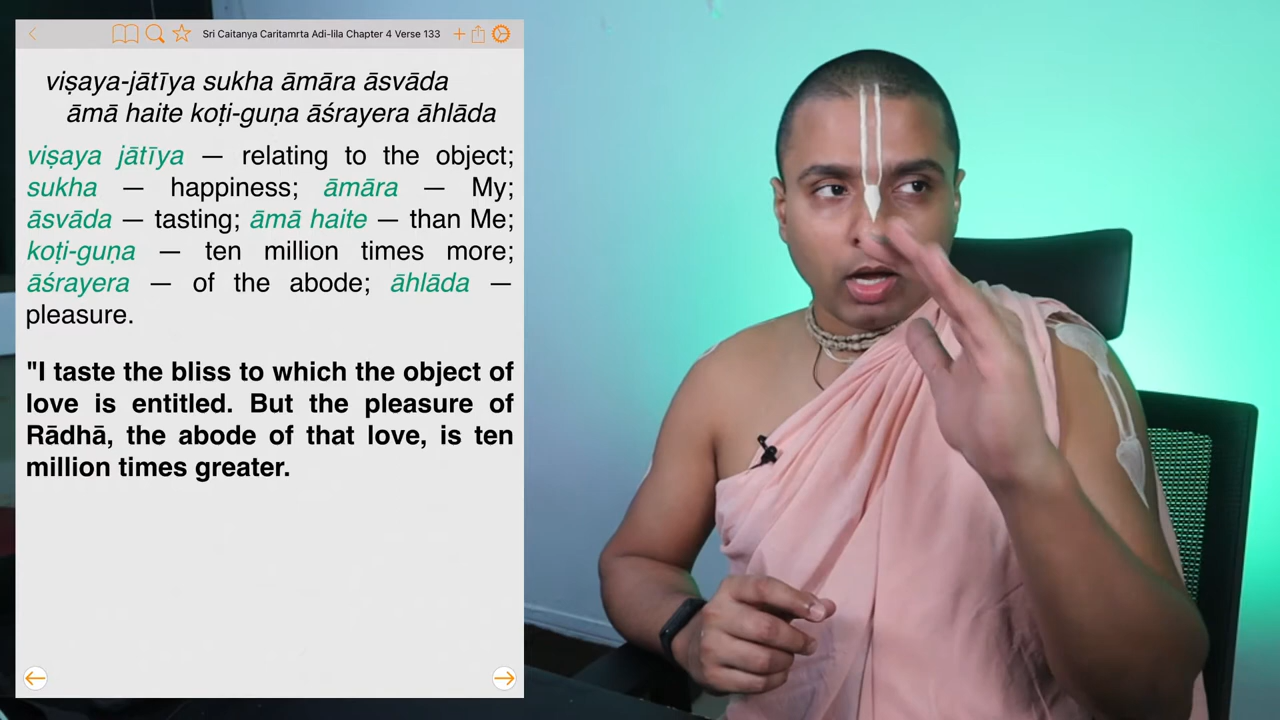 Sri Caitanya Caritamrta Adi-lila Chapter 4 Verse 133
viṣaya-jātīya sukha āmāra āsvāda
āmā haite koṭi-guṇa āśrayera āhlāda
viṣaya jātīya — relating to the object;
sukha — happiness; āmāra — My;
āsvāda — tasting; āmā haite — than Me;
koṭi-guṇa — ten million times more;
āśrayera — of the abode; āhlāda —
pleasure.
"I taste the bliss to which the object of
love is entitled. But the pleasure of
Rādhā, the abode of that love, is ten
million times greater.